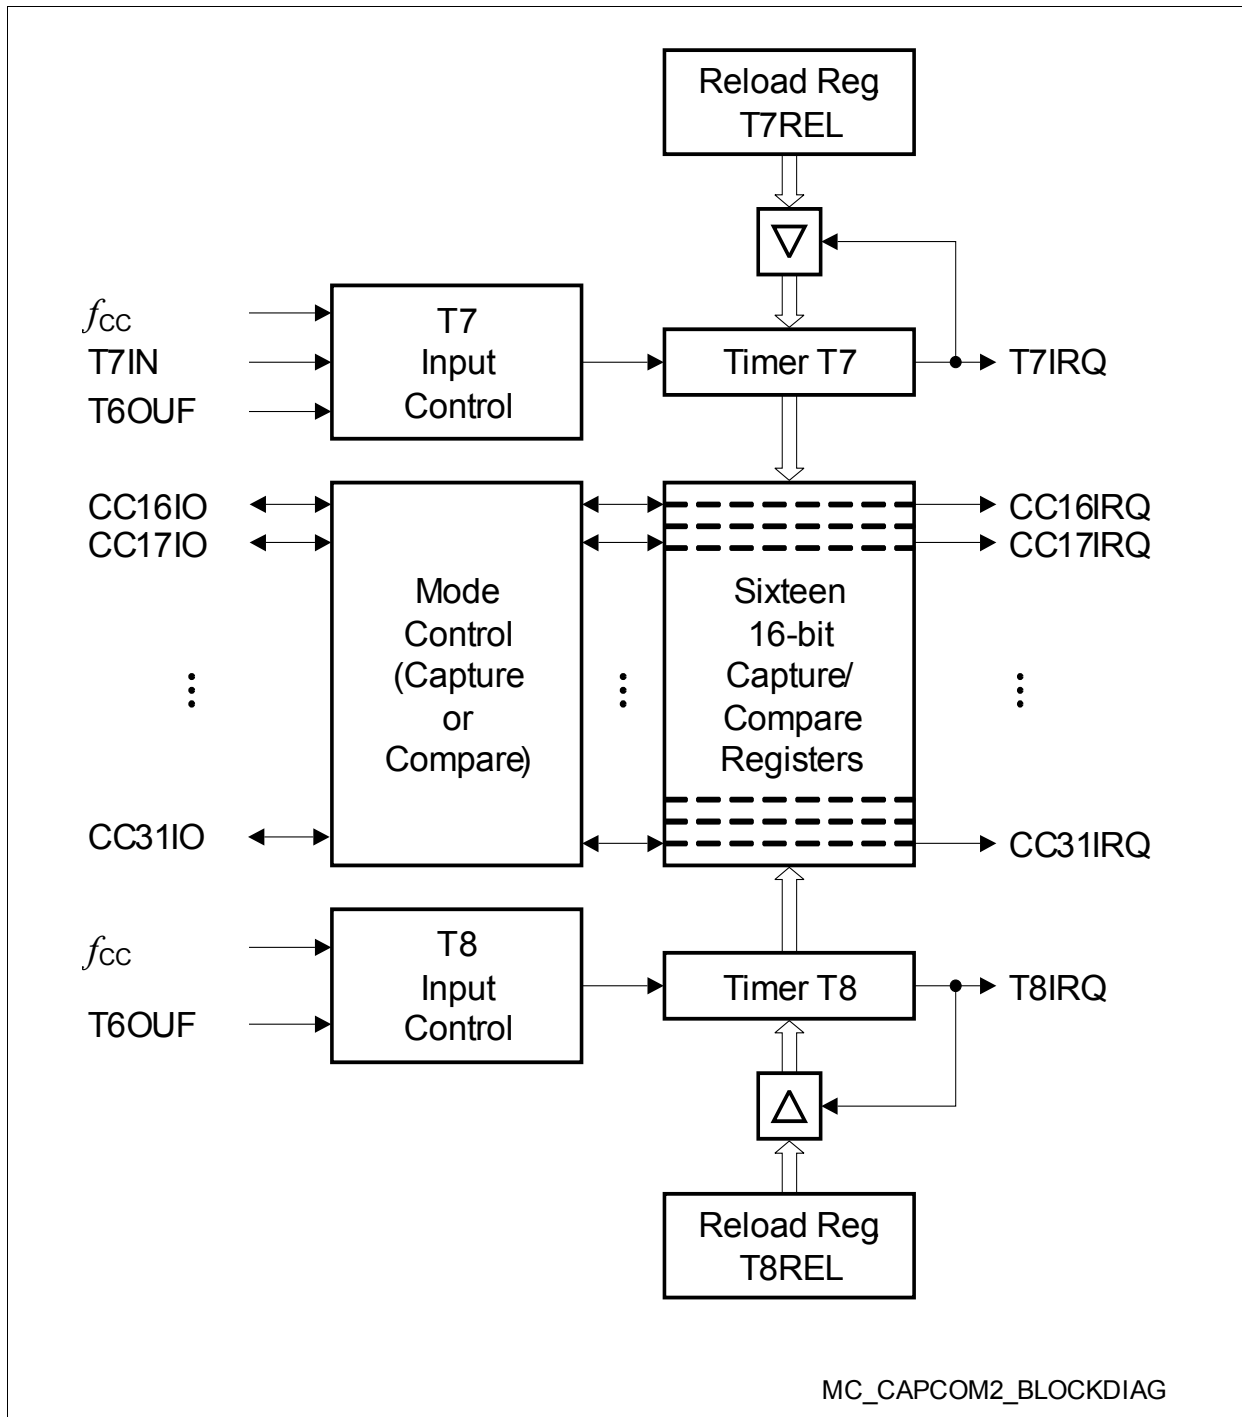 Reload Reg
T7REL
fCC
T7IN
T6OUF
T7
Input
Control
Timer T7
T7IRQ
CC16IO
CC17IO
CC31IO
Mode
Control
(Capture
or
Compare)
Sixteen
16-bit
Capture/
Compare
Registers
CC16IRQ
CC17IRQ
CC31IRQ
fCC
T6OUF
T8
Input
Control
Timer T8
T8IRQ
Reload Reg
T8REL
MC_CAPCOM2_BLOCKDIAG